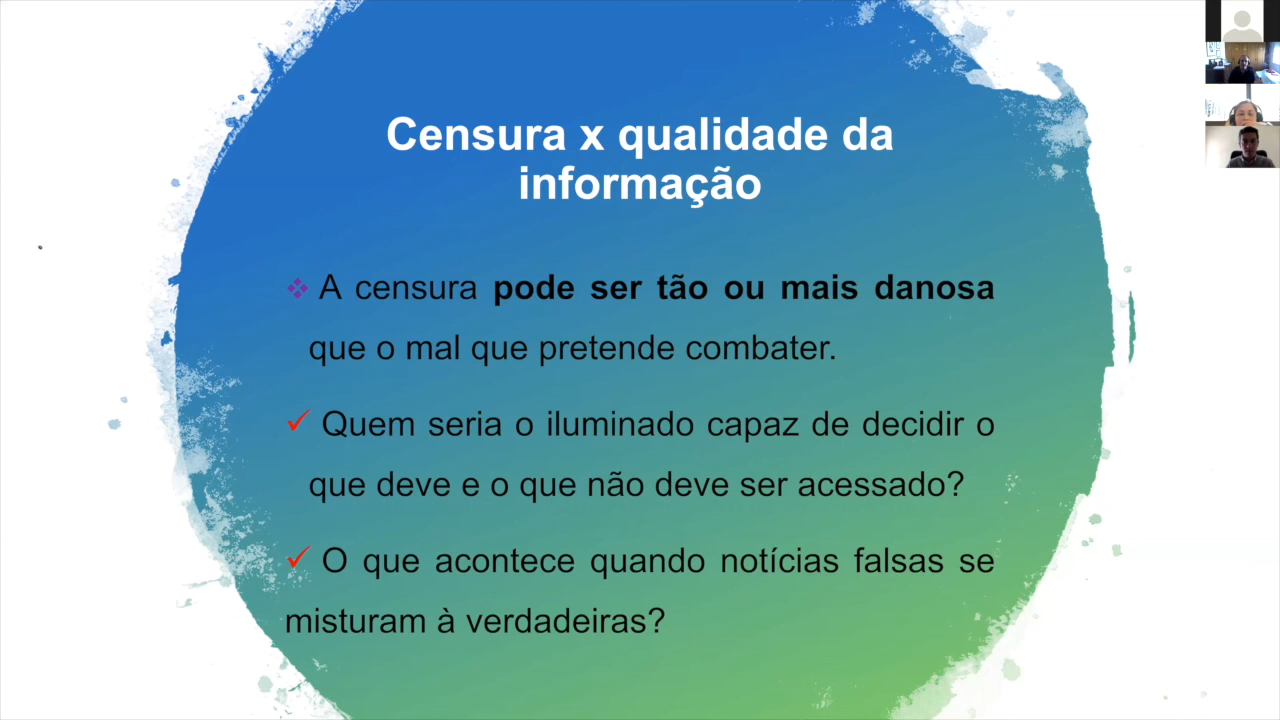 Censura x qualidade da
informação
A censura pode ser tão ou mais danosa
que o mal que pretende combater.
Quem seria o iluminado capaz de decidir o
que deve e o que não deve ser acessado?
O que acontece quando notícias falsas se
misturam à verdadeiras?